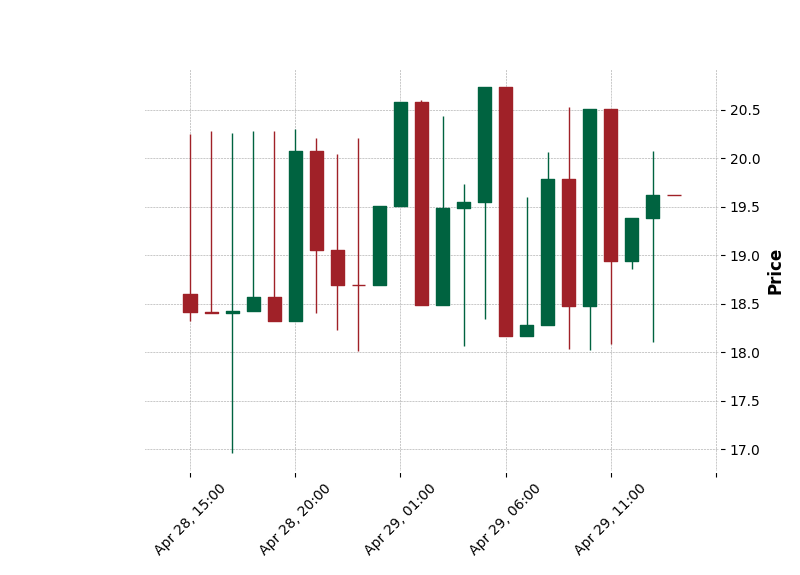 20.5
20.0
19.5
19.0
18.5
18.0
17.5
17.0
Price
Apr 28, 15:00
Apr 28, 20:00
Apr 29, 01:00
Apr 29, 06:00
Apr 29, 11:00